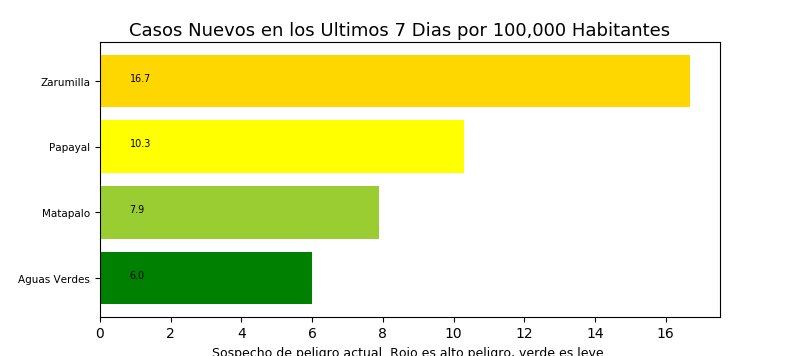 Casos Nuevos en los Ultimos 7 Dias por 100,000 Habitantes
Zarumilla
16.7
Papayal
10.3
Matapalo
7.9
Aguas Verdes
6.0
0 2 4 6 8 10 12 14 16
Sospecho de peligro actual. Rojo es alto peligro, verde es leve